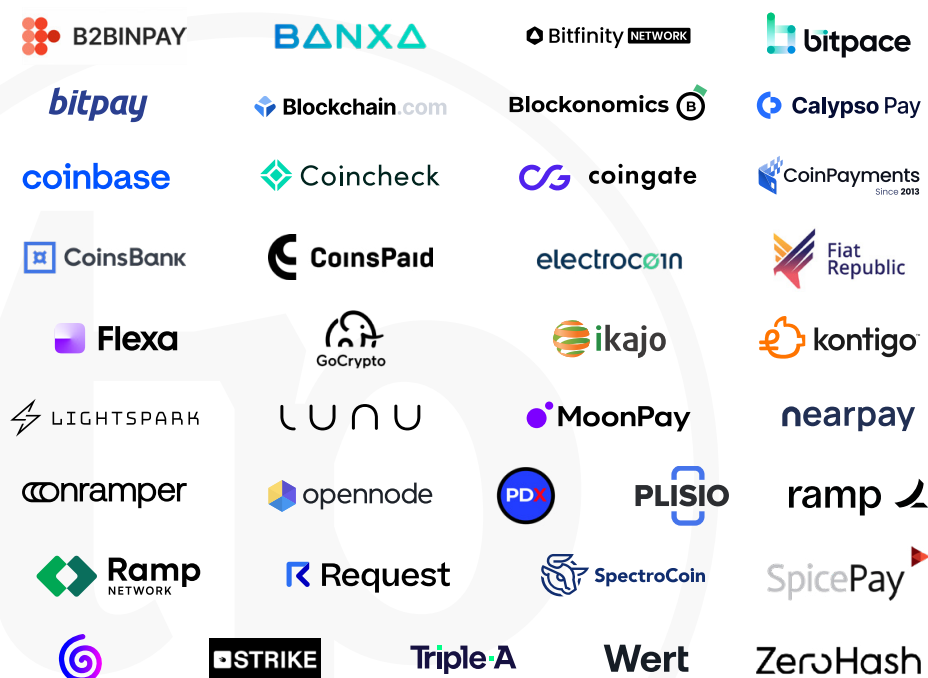 B2BINPAY
BANXA
Bitfinity NETWORK
bitpace
bitpay
Blockchain.com
Blockonomics B
Calypso Pay
coinbase
Coincheck
CG coingate
CoinPayments
Since 2013
CoinsBank
CoinsPaid
electrocoin
Fiat
Republic
Flexa
GoCrypto
ikajo
kontigo™
LIGHTSPARK
LUNU
MoonPay
nearpay
onramper
opennode
PDX
PLISIO
ramp
Ramp
NETWORK
Request
SpectroCoin
SpicePay
STRIKE
Triple-A
Wert
ZeroHash